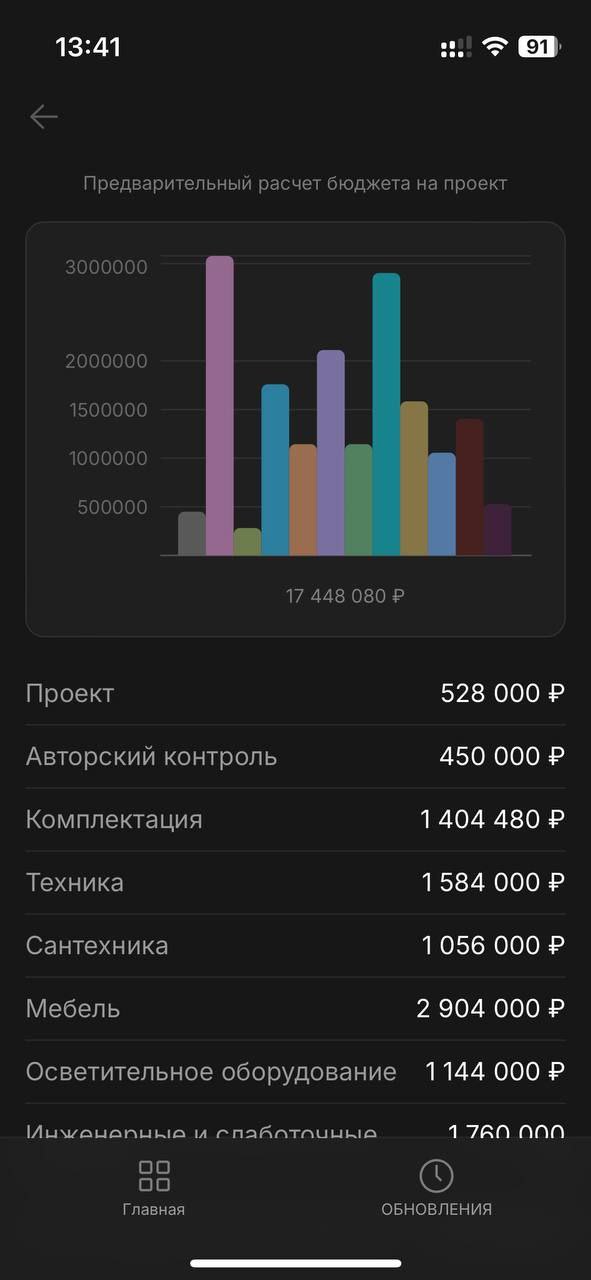 13:41
91
Предварительный расчет бюджета на проект
3000000
2000000
1500000
1000000
500000
17 448 080 ₽
Проект 528 000 ₽
Авторский контроль 450 000 ₽
Комплектация 1 404 480 ₽
Техника 1 584 000 ₽
Сантехника 1 056 000 ₽
Мебель 2 904 000 ₽
Осветительное оборудование 1 144 000 ₽
Инженерные и слаботочные 1 760 000
Главная
ОБНОВЛЕНИЯ